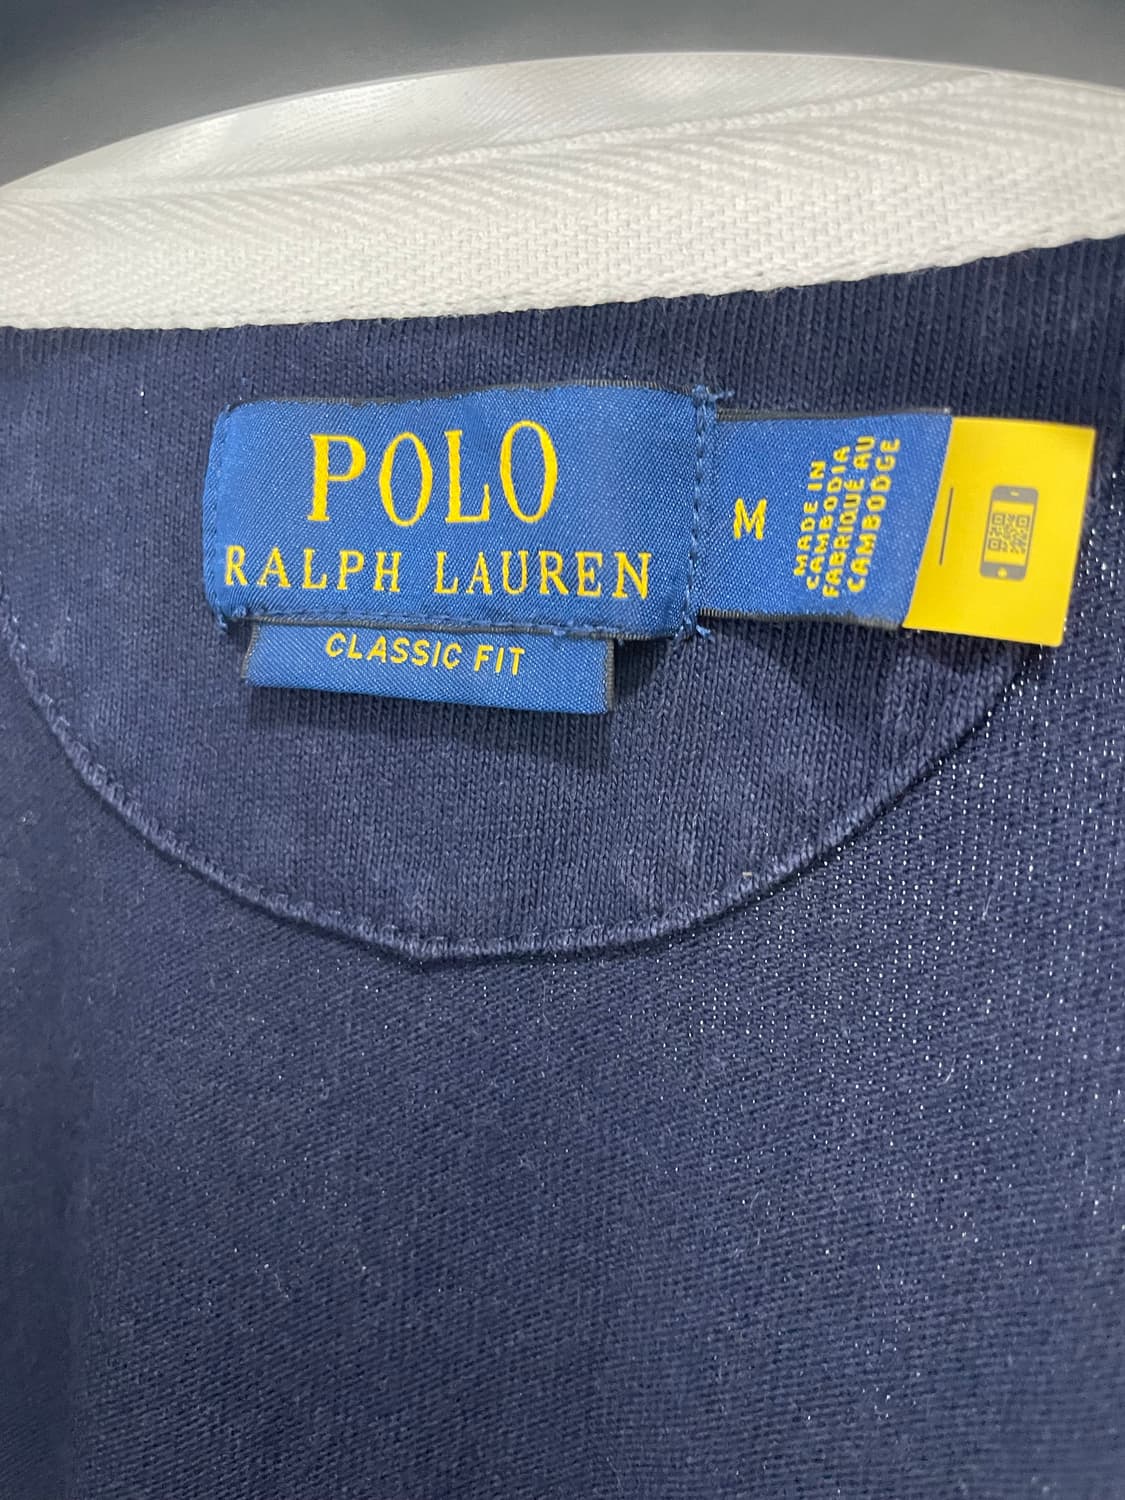 POLO
RALPH LAUREN
CLASSIC FIT
M
MADE IN
CAMBODIA
FABRIQUÉ AU
CAMBODGE